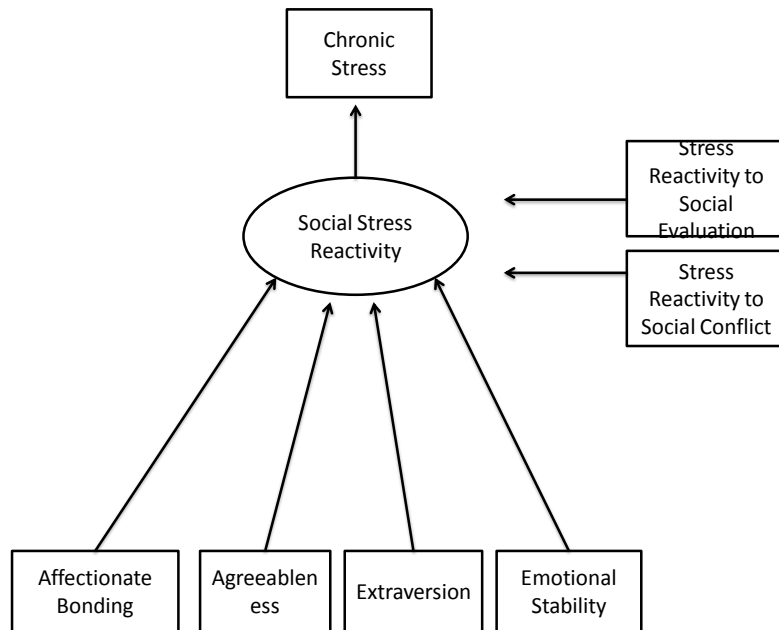 Chronic
Stress
Stress
Reactivity to
Social
Evaluation
Social Stress
Reactivity
Stress
Reactivity to
Social Conflict
Affectionate
Bonding
Agreeablen
ess
Extraversion
Emotional
Stability